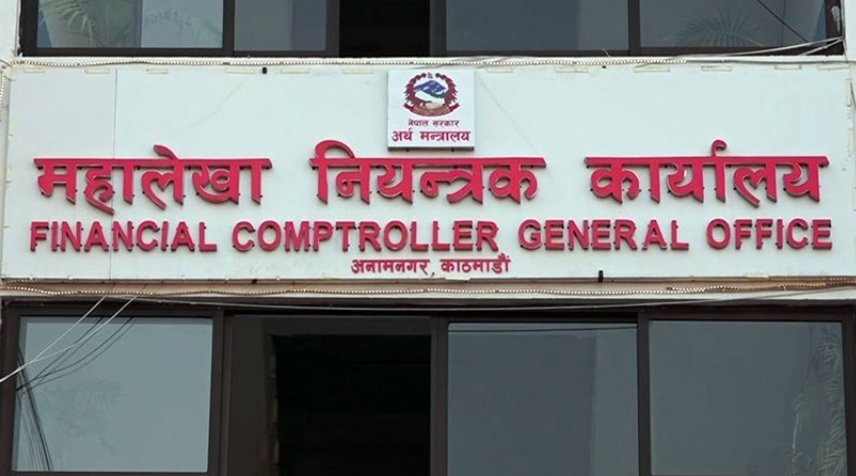 नेपाल सरकार
अर्थ मन्त्रालय
महालेखा नियन्त्रक कार्यालय
FINANCIAL COMPTROLLER GENERAL OFFICE
अनामनगर, काठमाडौं